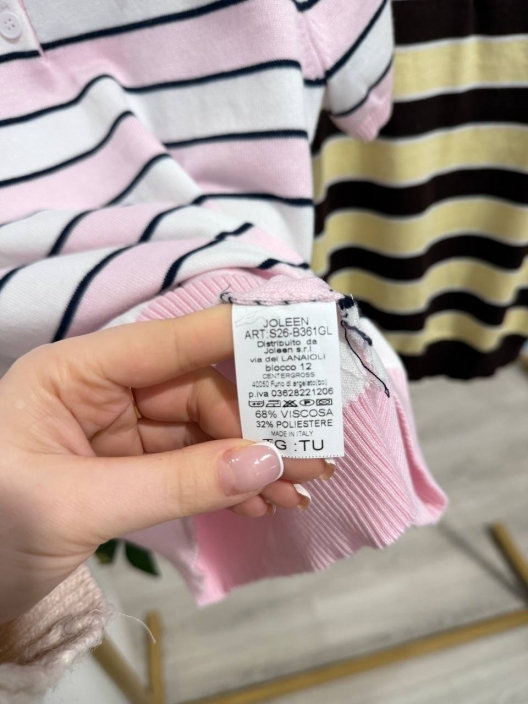 JOLEEN
ART.S26-B361GL
Distribuito da
Joleen s.r.l
via del LANAIOLI
blocco 12
CENTERGROSS
40050 Funo di argelato(bo)
p.iva 03628221206
68% VISCOSA
32% POLIESTERE
MADE IN ITALY
TG :TU